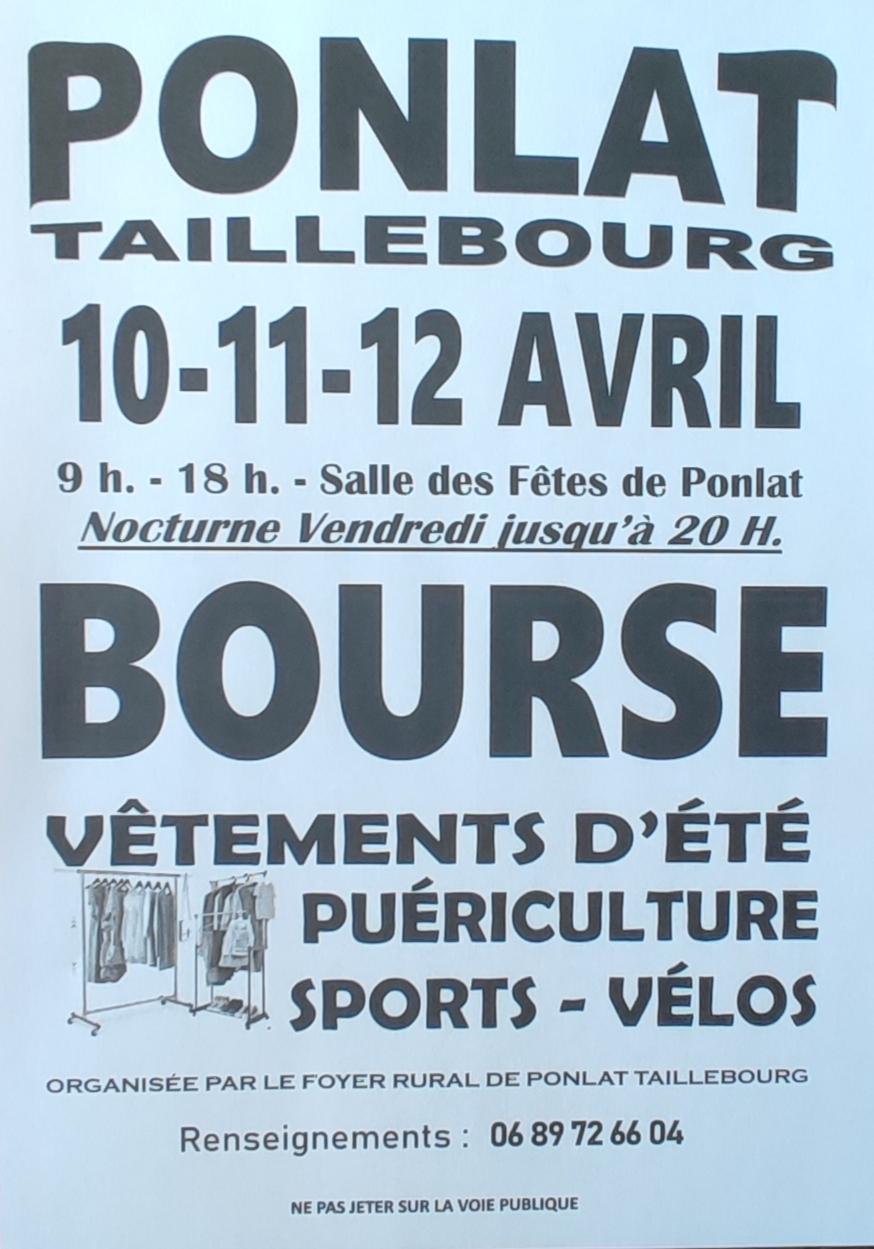 PONLAT
TAILLEBOURG
10-11-12 AVRIL
9 h. - 18 h. - Salle des Fêtes de Ponlat
Nocturne Vendredi jusqu'à 20 H.
BOURSE
VÊTEMENTS D'ÉTÉ
PUÉRICULTURE
SPORTS - VÉLOS
ORGANISÉE PAR LE FOYER RURAL DE PONLAT TAILLEBOURG
Renseignements : 06 89 72 66 04
NE PAS JETER SUR LA VOIE PUBLIQUE